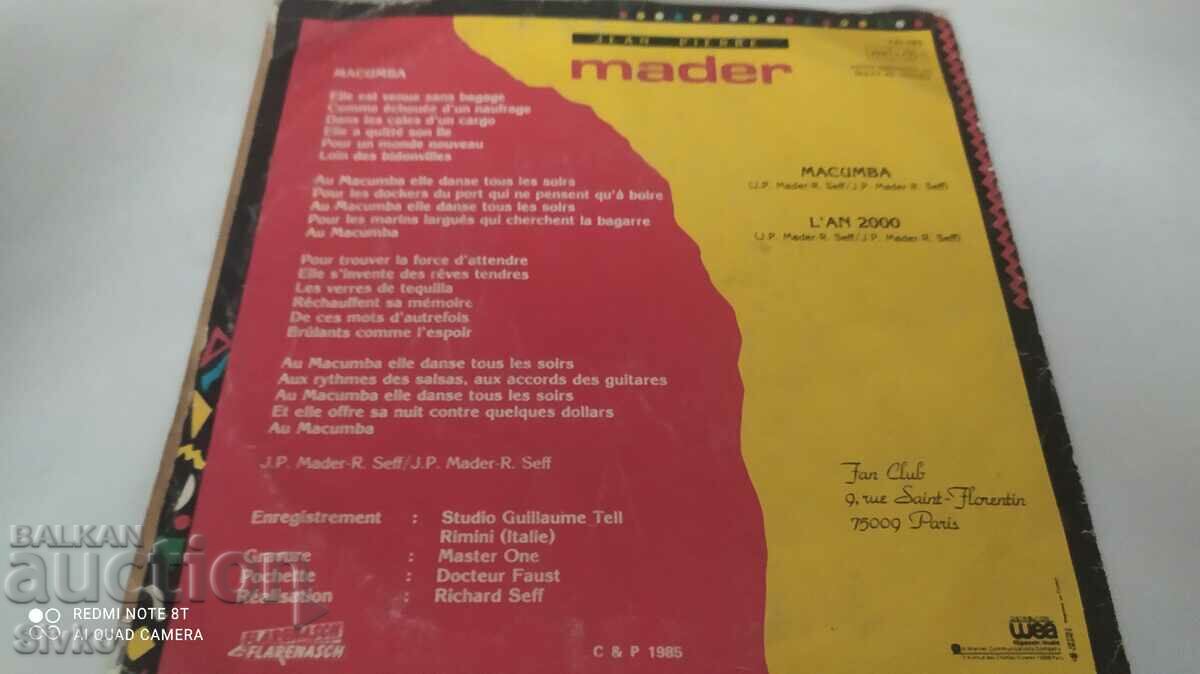 JEAN PIERRE
mader
MACUMBA
Elle est venue sans bagage
Comme échouée d'un naufrage
Dans les cales d'un cargo
Elle a quitté son île
Pour un monde nouveau
Loin des bidonvilles
Au Macumba elle danse tous les soirs
Pour les dockers du port qui ne pensent qu'à boire
Au Macumba elle danse tous les soirs
Pour les marins largués qui cherchent la bagarre
Au Macumba
Pour trouver la force d'attendre
Elle s'invente des rêves tendres
Les verres de tequilla
Réchauffent sa mémoire
De ces mots d'autrefois
Brûlants comme l'espoir
Au Macumba elle danse tous les soirs
Aux rythmes des salsas, aux accords des guitares
Au Macumba elle danse tous les soirs
Et elle offre sa nuit contre quelques dollars
Au Macumba
J.P. Mader-R. Seff/J.P. Mader-R. Seff
Enregistrement : Studio Guillaume Tell
Rimini (Italie)
Gravure : Master One
Pochette : Docteur Faust
Réalisation : Richard Seff
FLARENASCH
FLARENASCH
C & P 1985
MACUMBA
(J.P. Mader-R. Seff/J.P. Mader-R. Seff)
L'AN 2000
(J.P. Mader-R. Seff/J.P. Mader-R. Seff)
Fan Club
9, rue Saint-Florentin
75009 Paris
wea
A Warner Communications Company
BALKAN
auction
REDMI NOTE 8T
AI QUAD CAMERA
sivko